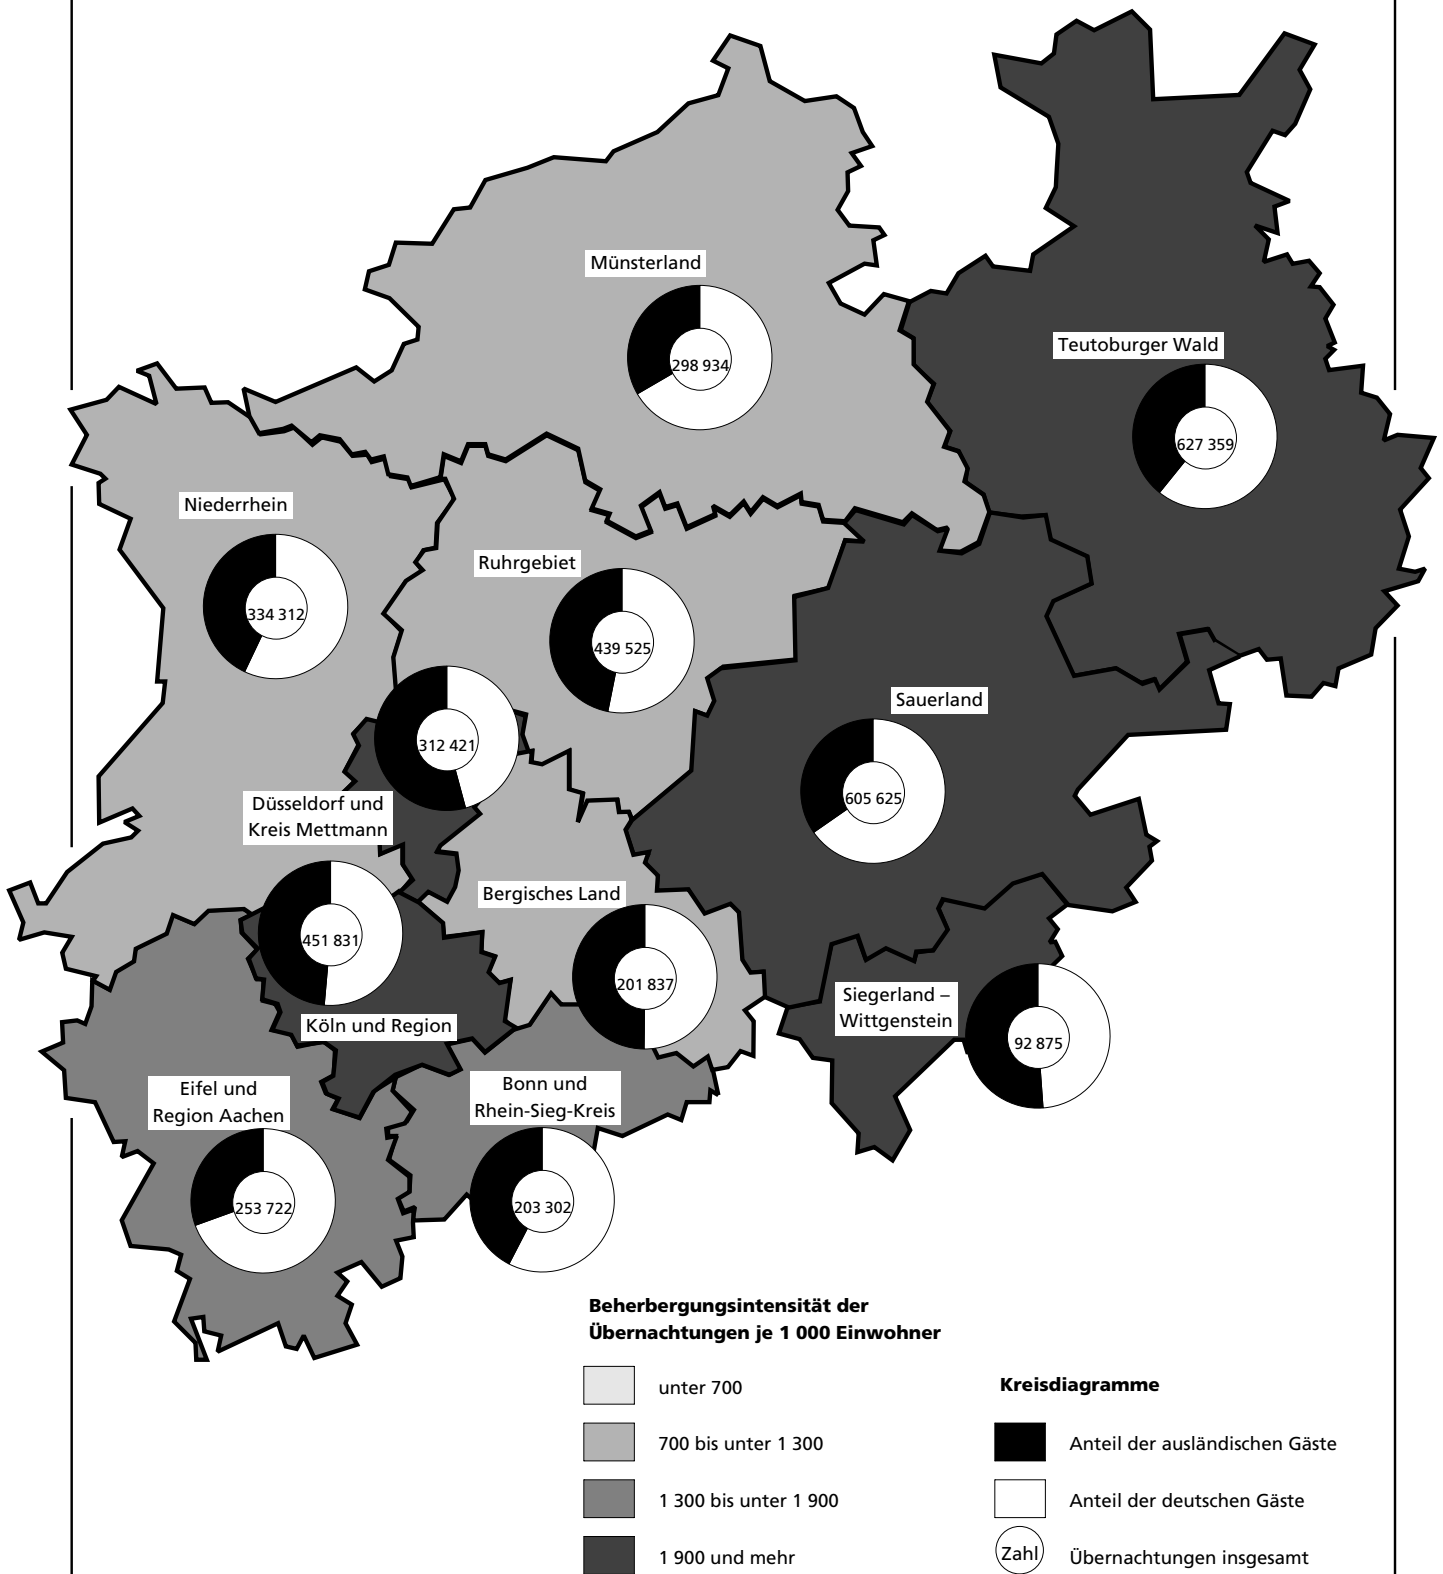 Münsterland
298 934
Teutoburger Wald
627 359
Niederrhein
334 312
Ruhrgebiet
439 525
312 421
Düsseldorf und
Kreis Mettmann
Sauerland
605 625
Bergisches Land
201 837
451 831
Köln und Region
Siegerland –
Wittgenstein
92 875
Eifel und
Region Aachen
253 722
Bonn und
Rhein-Sieg-Kreis
203 302
Beherbergungsintensität der
Übernachtungen je 1 000 Einwohner
unter 700
700 bis unter 1 300
1 300 bis unter 1 900
1 900 und mehr
Kreisdiagramme
Anteil der ausländischen Gäste
Anteil der deutschen Gäste
Zahl
Übernachtungen insgesamt